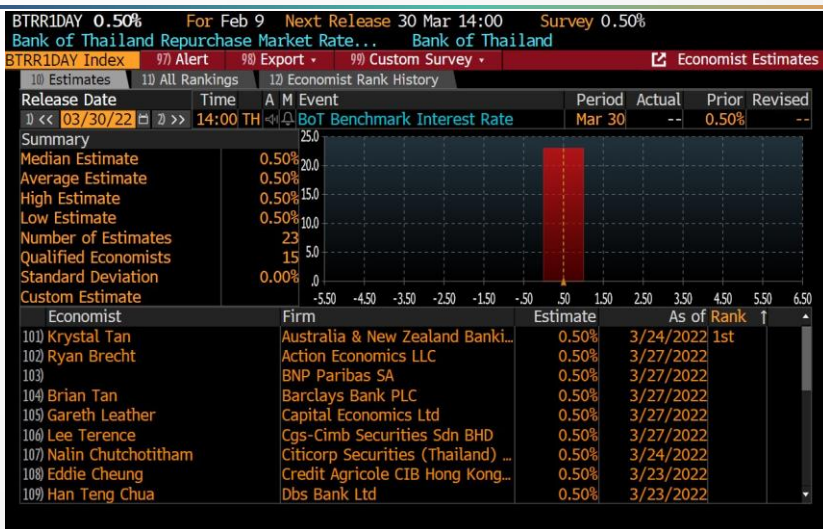 BTRR1DAY 0.50% For Feb 9 Next Release 30 Mar 14:00 Survey 0.50%
Bank of Thailand Repurchase Market Rate... Bank of Thailand
BTRR1DAY Index 97) Alert 98) Export 99) Custom Survey Economist Estimates
10) Estimates 11) All Rankings 12) Economist Rank History
Release Date Time A M Event Period Actual Prior Revised
1) << 03/30/22 2) >> 14:00 TH BoT Benchmark Interest Rate Mar 30 -- 0.50% --
Summary
Median Estimate 0.50%
Average Estimate 0.50%
High Estimate 0.50%
Low Estimate 0.50%
Number of Estimates 23
Qualified Economists 15
Standard Deviation 0.00%
Custom Estimate
25.0
20.0
15.0
10.0
5.0
.0
-5.50 -4.50 -3.50 -2.50 -1.50 -.50 .50 1.50 2.50 3.50 4.50 5.50 6.50
Economist Firm Estimate As of Rank ↑
101) Krystal Tan Australia & New Zealand Banki... 0.50% 3/24/2022 1st
102) Ryan Brecht Action Economics LLC 0.50% 3/27/2022
103) BNP Paribas SA 0.50% 3/27/2022
104) Brian Tan Barclays Bank PLC 0.50% 3/27/2022
105) Gareth Leather Capital Economics Ltd 0.50% 3/27/2022
106) Lee Terence Cgs-Cimb Securities Sdn BHD 0.50% 3/27/2022
107) Nalin Chutchotitham Citicorp Securities (Thailand) ... 0.50% 3/24/2022
108) Eddie Cheung Credit Agricole CIB Hong Kong... 0.50% 3/23/2022
109) Han Teng Chua Dbs Bank Ltd 0.50% 3/23/2022